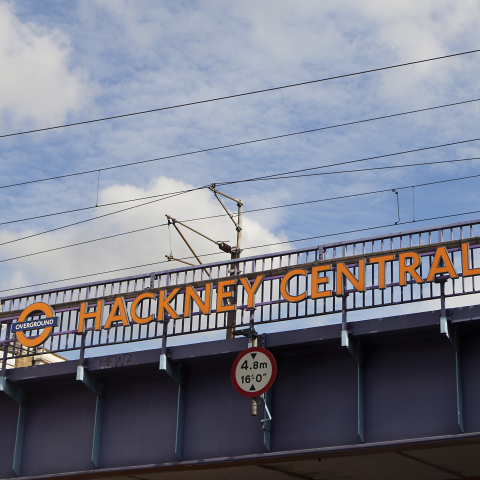 OVERGROUND
HACKNEY CENTRAL
4.8m
16'-0"